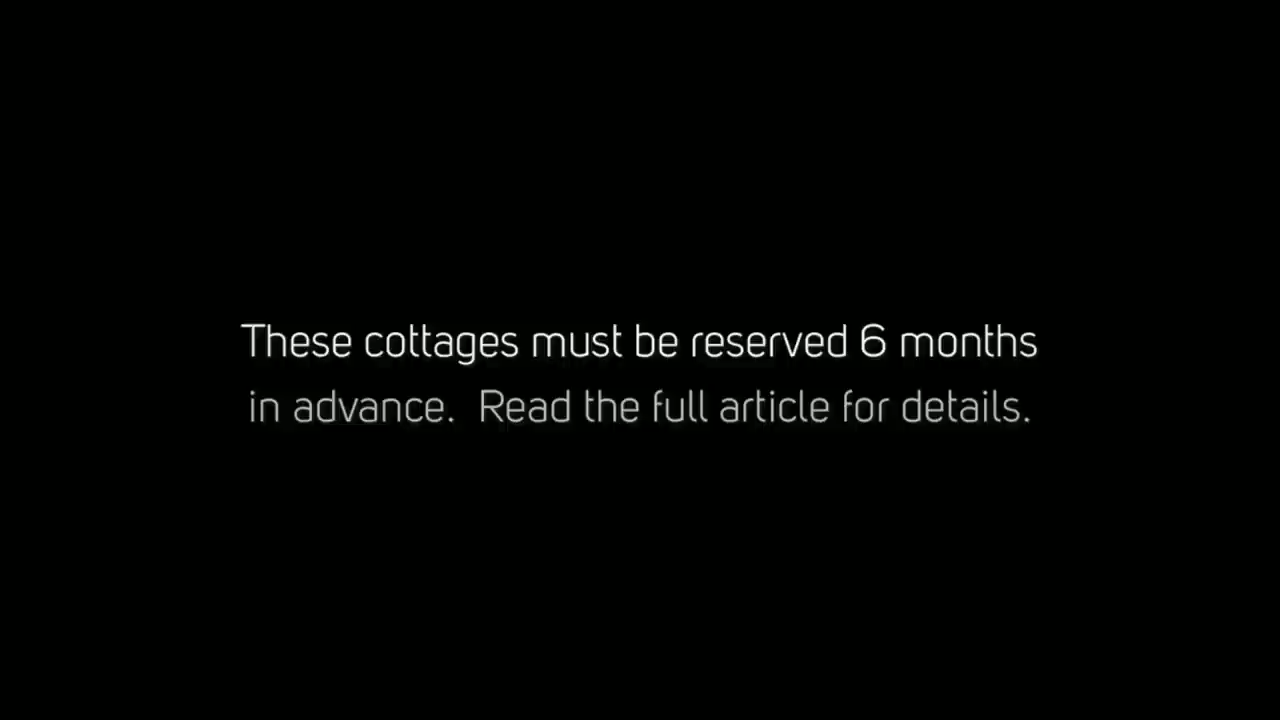 These cottages must be reserved 6 months
in advance.  Read the full article for details.